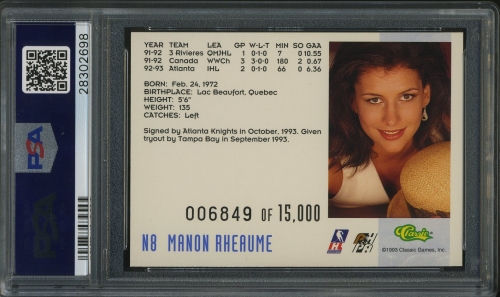 28302698
PSA
YEAR TEAM LEA GP W-L-T MIN SO GAA
91-92 3 Rivieres QMJHL 1 0-1-0 7 0 10.55
91-92 Canada WWCh 3 3-0-0 180 2 0.67
92-93 Atlanta IHL 2 0-1-0 66 0 6.36
BORN: Feb. 24, 1972
BIRTHPLACE: Lac Beaufort, Quebec
HEIGHT: 5'6"
WEIGHT: 135
CATCHES: Left
Signed by Atlanta Knights in October, 1993. Given
tryout by Tampa Bay in September 1993.
006849 OF 15,000
N8 MANON RHEAUME
Classic
©1993 Classic Games, Inc.